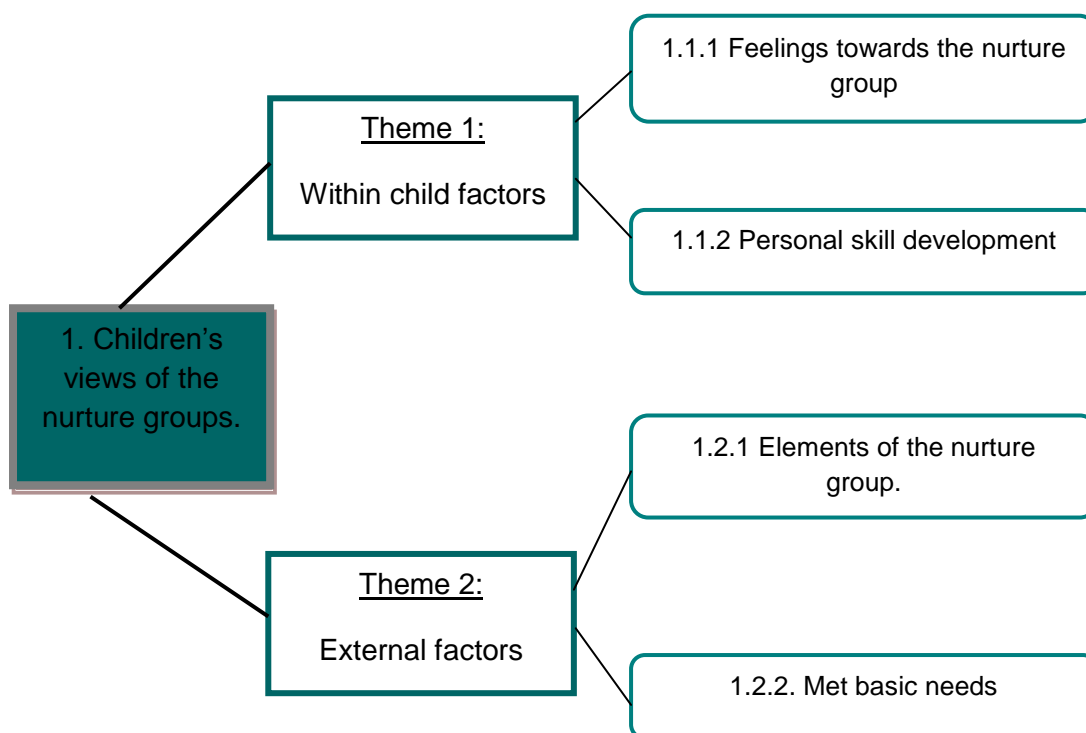 1.1.1 Feelings towards the nurture
group
Theme 1:
Within child factors
1.1.2 Personal skill development
1. Children’s
views of the
nurture groups.
1.2.1 Elements of the nurture
group.
Theme 2:
External factors
1.2.2. Met basic needs